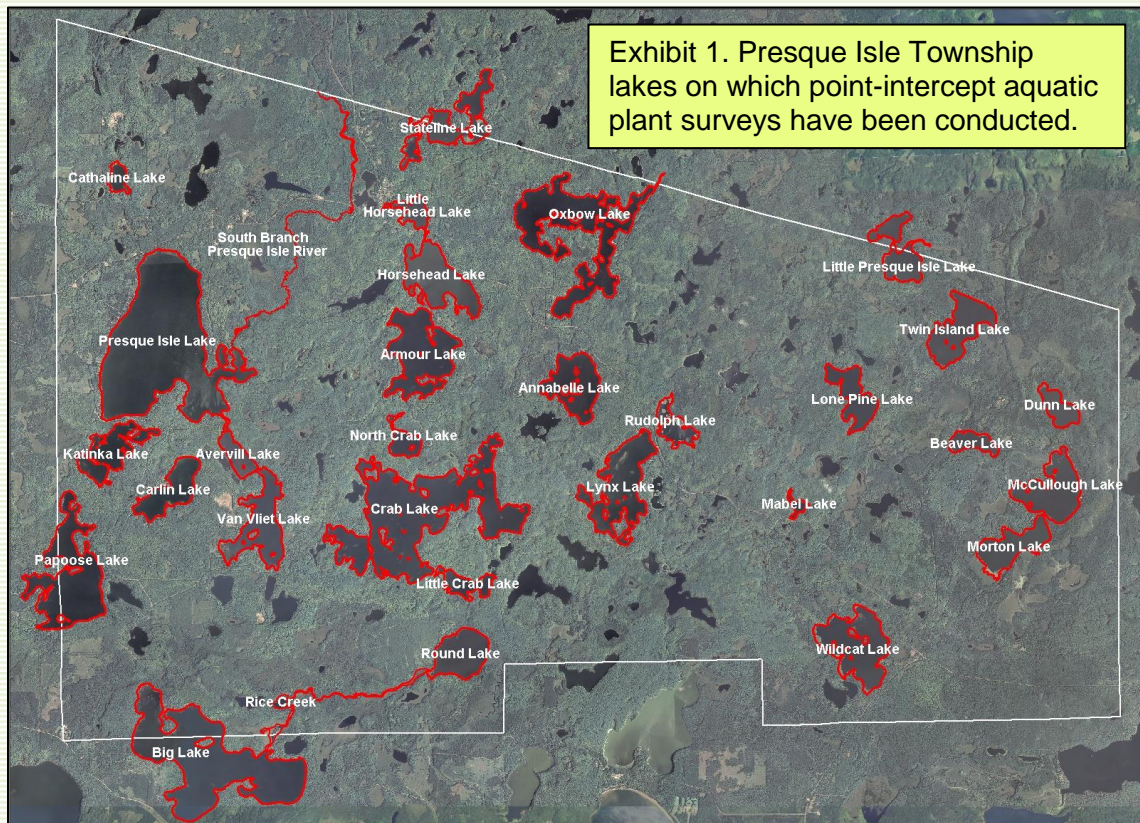 Exhibit 1. Presque Isle Township
lakes on which point-intercept aquatic
plant surveys have been conducted.
Stateline Lake
Cathaline Lake
Little
Horsehead Lake
Oxbow Lake
South Branch
Presque Isle River
Horsehead Lake
Little Presque Isle Lake
Twin Island Lake
Presque Isle Lake
Armour Lake
Annabelle Lake
Lone Pine Lake
Dunn Lake
Rudolph Lake
North Crab Lake
Beaver Lake
Katinka Lake
Avervill Lake
Carlin Lake
Lynx Lake
McCullough Lake
Mabel Lake
Crab Lake
Van Vliet Lake
Morton Lake
Papoose Lake
Little Crab Lake
Wildcat Lake
Round Lake
Rice Creek
Big Lake